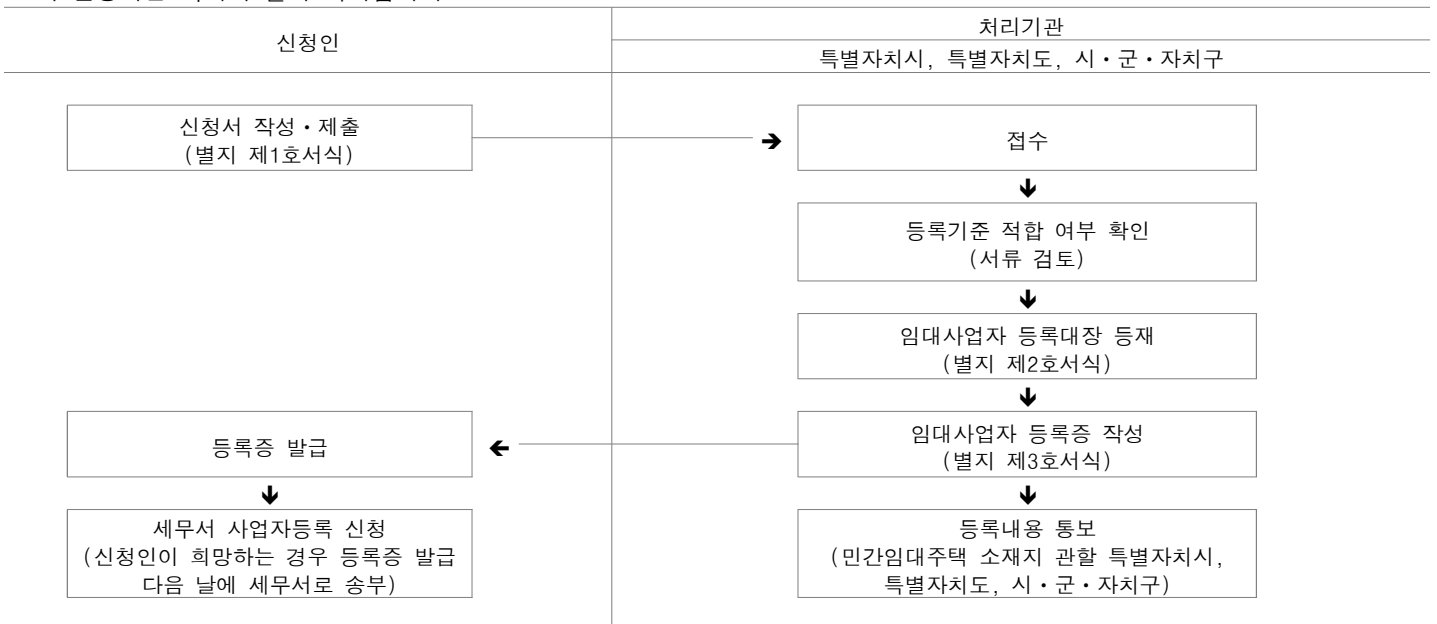 신청인
처리기관
특별자치시, 특별자치도, 시・군・자치구
신청서 작성・제출
(별지 제1호서식)
접수
등록기준 적합 여부 확인
(서류 검토)
임대사업자 등록대장 등재
(별지 제2호서식)
등록증 발급
임대사업자 등록증 작성
(별지 제3호서식)
세무서 사업자등록 신청
(신청인이 희망하는 경우 등록증 발급
다음 날에 세무서로 송부)
등록내용 통보
(민간임대주택 소재지 관할 특별자치시,
특별자치도, 시・군・자치구)